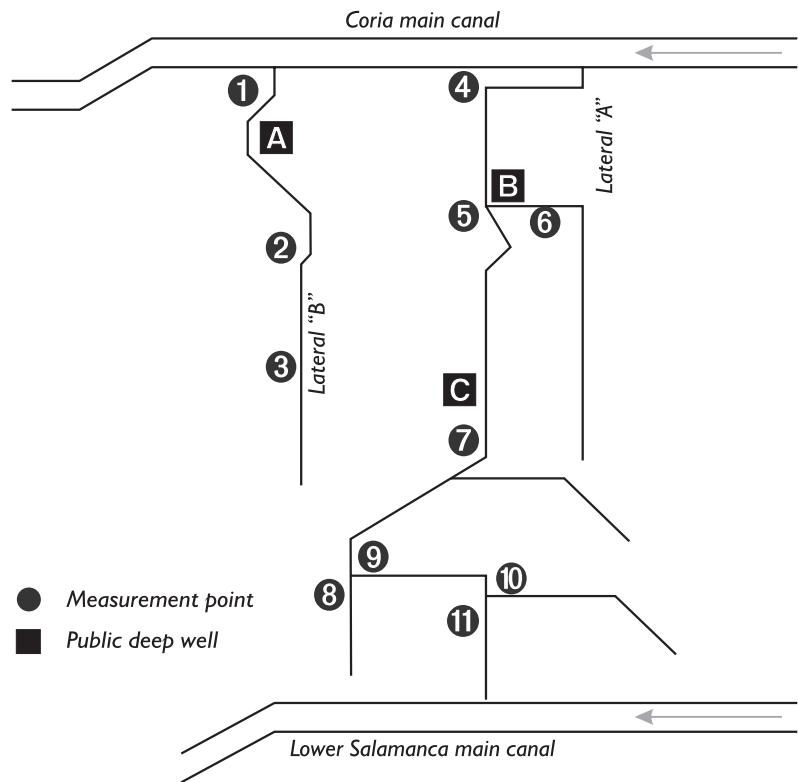 Coria main canal
1
4
A
Lateral “A”
B
5
6
2
Lateral “B”
3
C
7
9
8
10
11
Measurement point
Public deep well
Lower Salamanca main canal